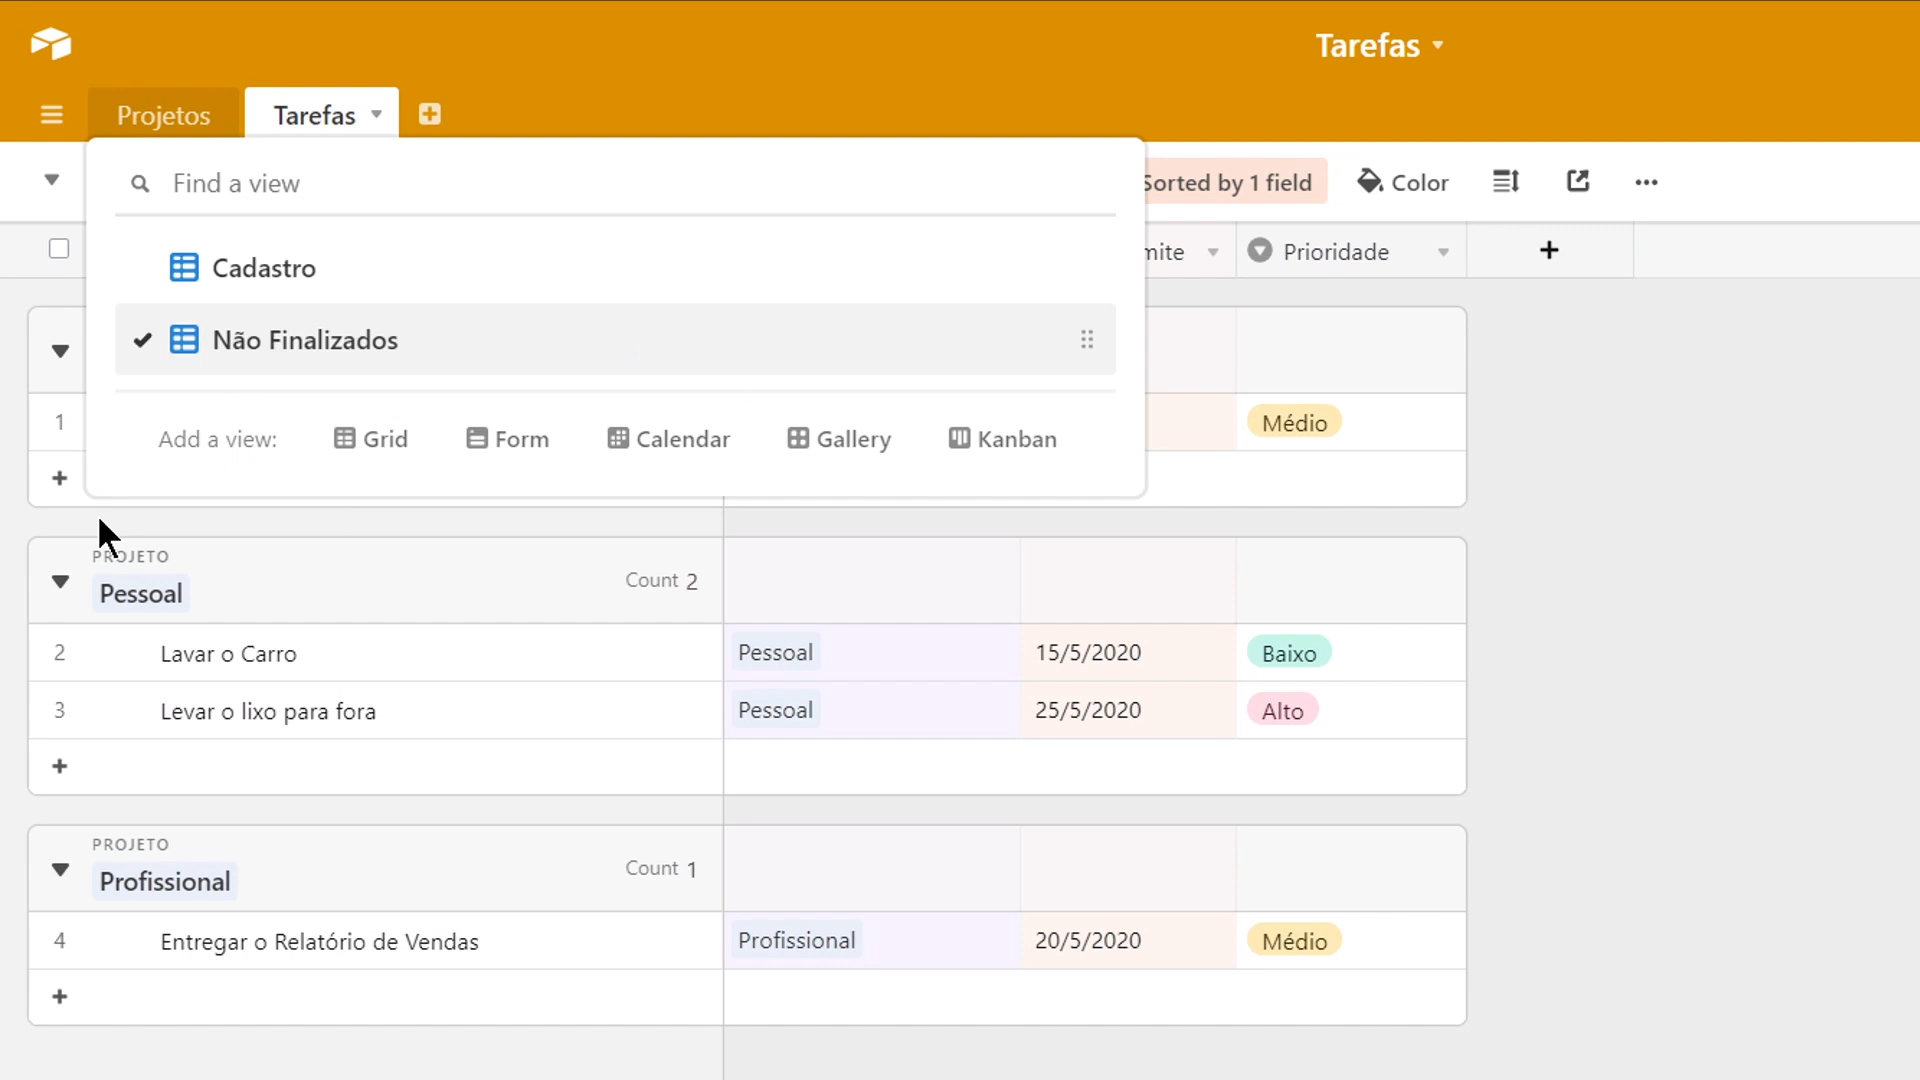 Tarefas
Projetos
Tarefas
Find a view
Sorted by 1 field
Color
Cadastro
mite
Prioridade
Não Finalizados
1
Médio
Add a view:
Grid
Form
Calendar
Gallery
Kanban
PROJETO
Pessoal
Count 2
2
Lavar o Carro
Pessoal
15/5/2020
Baixo
3
Levar o lixo para fora
Pessoal
25/5/2020
Alto
PROJETO
Profissional
Count 1
4
Entregar o Relatório de Vendas
Profissional
20/5/2020
Médio